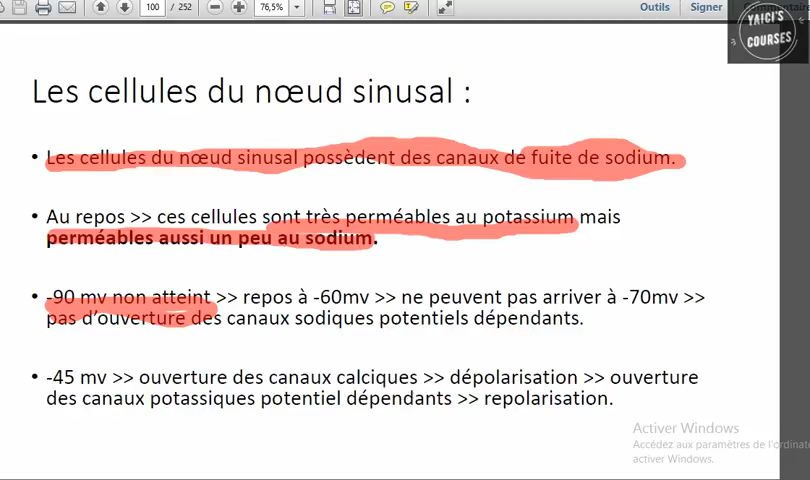 100 / 252
76,5%
Outils
Signer
Commentaire
YAICI'S
COURSES
Les cellules du nœud sinusal :
• Les cellules du nœud sinusal possèdent des canaux de fuite de sodium.
• Au repos >> ces cellules sont très perméables au potassium mais
perméables aussi un peu au sodium.
• -90 mv non atteint >> repos à -60mv >> ne peuvent pas arriver à -70mv >>
pas d’ouverture des canaux sodiques potentiels dépendants.
• -45 mv >> ouverture des canaux calciques >> dépolarisation >> ouverture
des canaux potassiques potentiel dépendants >> repolarisation.
Activer Windows
Accédez aux paramètres de l'ordinate
activer Windows.